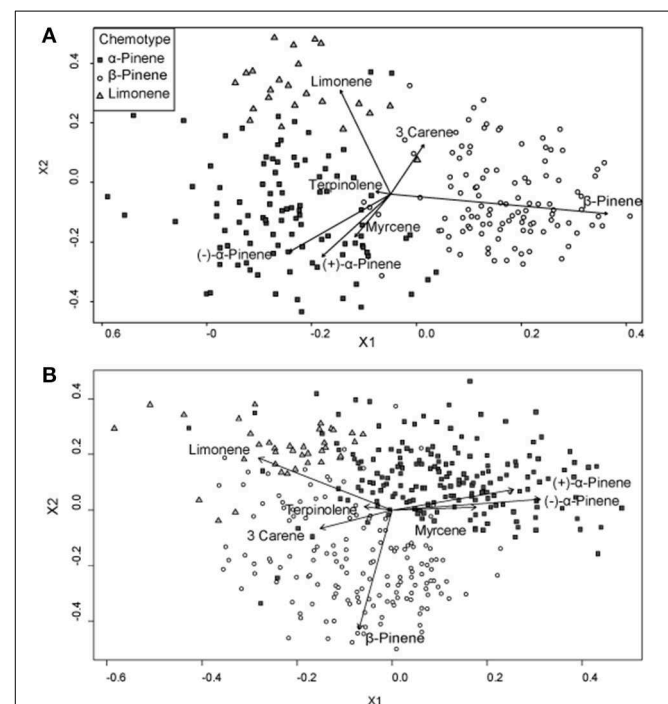 A
Chemotype
α-Pinene
β-Pinene
Limonene
Limonene
3 Carene
Terpinolene
β-Pinene
Myrcene
(-)-α-Pinene
(+)-α-Pinene
X2
0.4
0.2
0.0
-0.2
-0.4
0.6
-0.
-0.2
0.0
0.2
0.4
X1
B
Limonene
(+)-α-Pinene
(-)-α-Pinene
Terpinolene
3 Carene
Myrcene
β-Pinene
X2
0.4
0.2
0.0
-0.2
-0.4
-0.6
-0.4
-0.2
0.0
0.2
0.4
X1